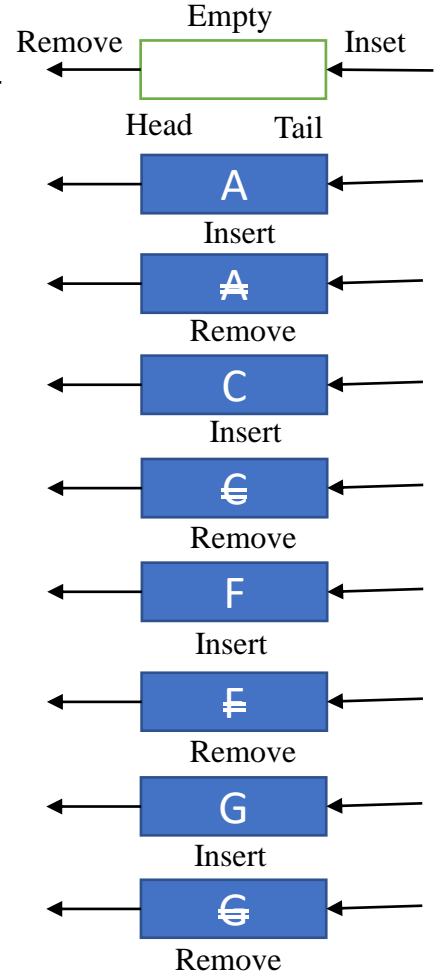 Empty
Remove Inset
Head Tail
A
Insert
A
Remove
C
Insert
C
Remove
F
Insert
F
Remove
G
Insert
G
Remove